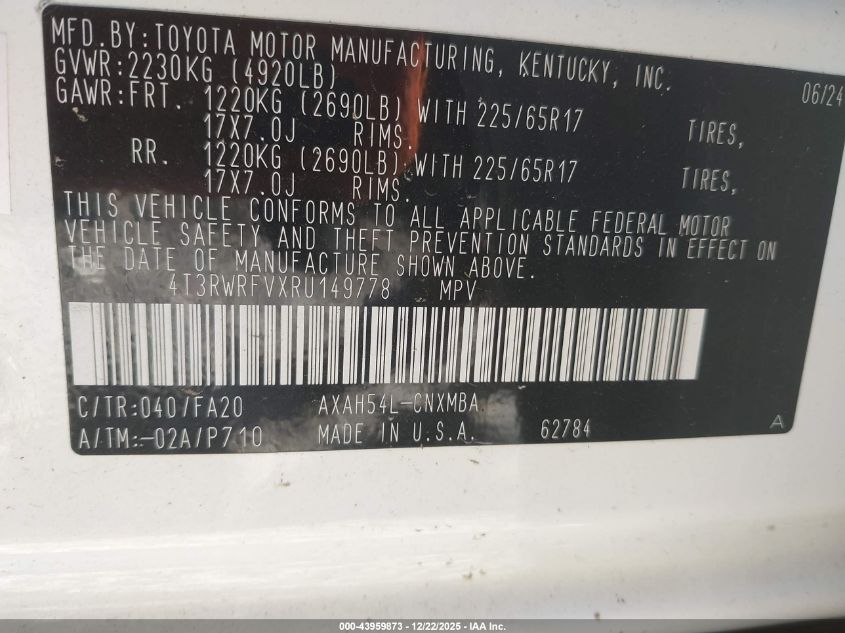 MFD.BY:TOYOTA MOTOR MANUFACTURING, KENTUCKY, INC.
GVWR:2230KG (4920LB) 06/24
GAWR:FRT. 1220KG (2690LB) WITH 225/65R17 TIRES,
17X7.0J RIMS.
RR. 1220KG (2690LB) WITH 225/65R17 TIRES,
17X7.0J RIMS.
THIS VEHICLE CONFORMS TO ALL APPLICABLE FEDERAL MOTOR
VEHICLE SAFETY AND THEFT PREVENTION STANDARDS IN EFFECT ON
THE DATE OF MANUFACTURE SHOWN ABOVE.
4T3RWRFVXRU149778 MPV
C/TR:040/FA20 AXAH54L-CNXMBA
A/TM:-02A/P710 MADE IN U.S.A. 62784 A
000-43959873 - 12/22/2025 - IAA Inc.